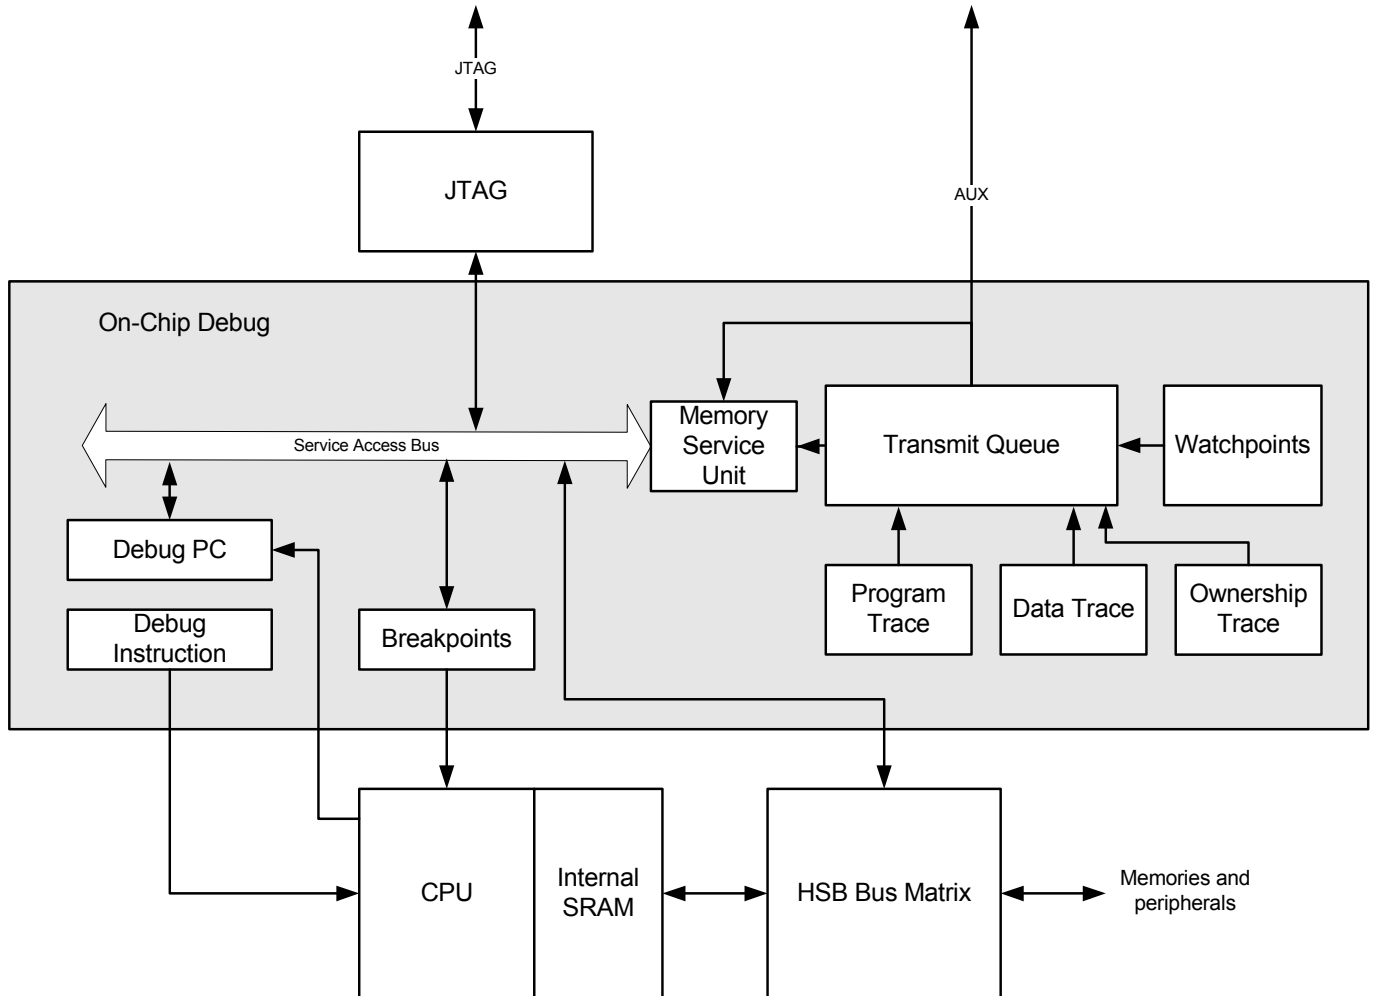 JTAG
JTAG
AUX
On-Chip Debug
Service Access Bus
Memory
Service
Unit
Transmit Queue
Watchpoints
Debug PC
Debug
Instruction
Breakpoints
Program
Trace
Data Trace
Ownership
Trace
CPU
Internal
SRAM
HSB Bus Matrix
Memories and
peripherals